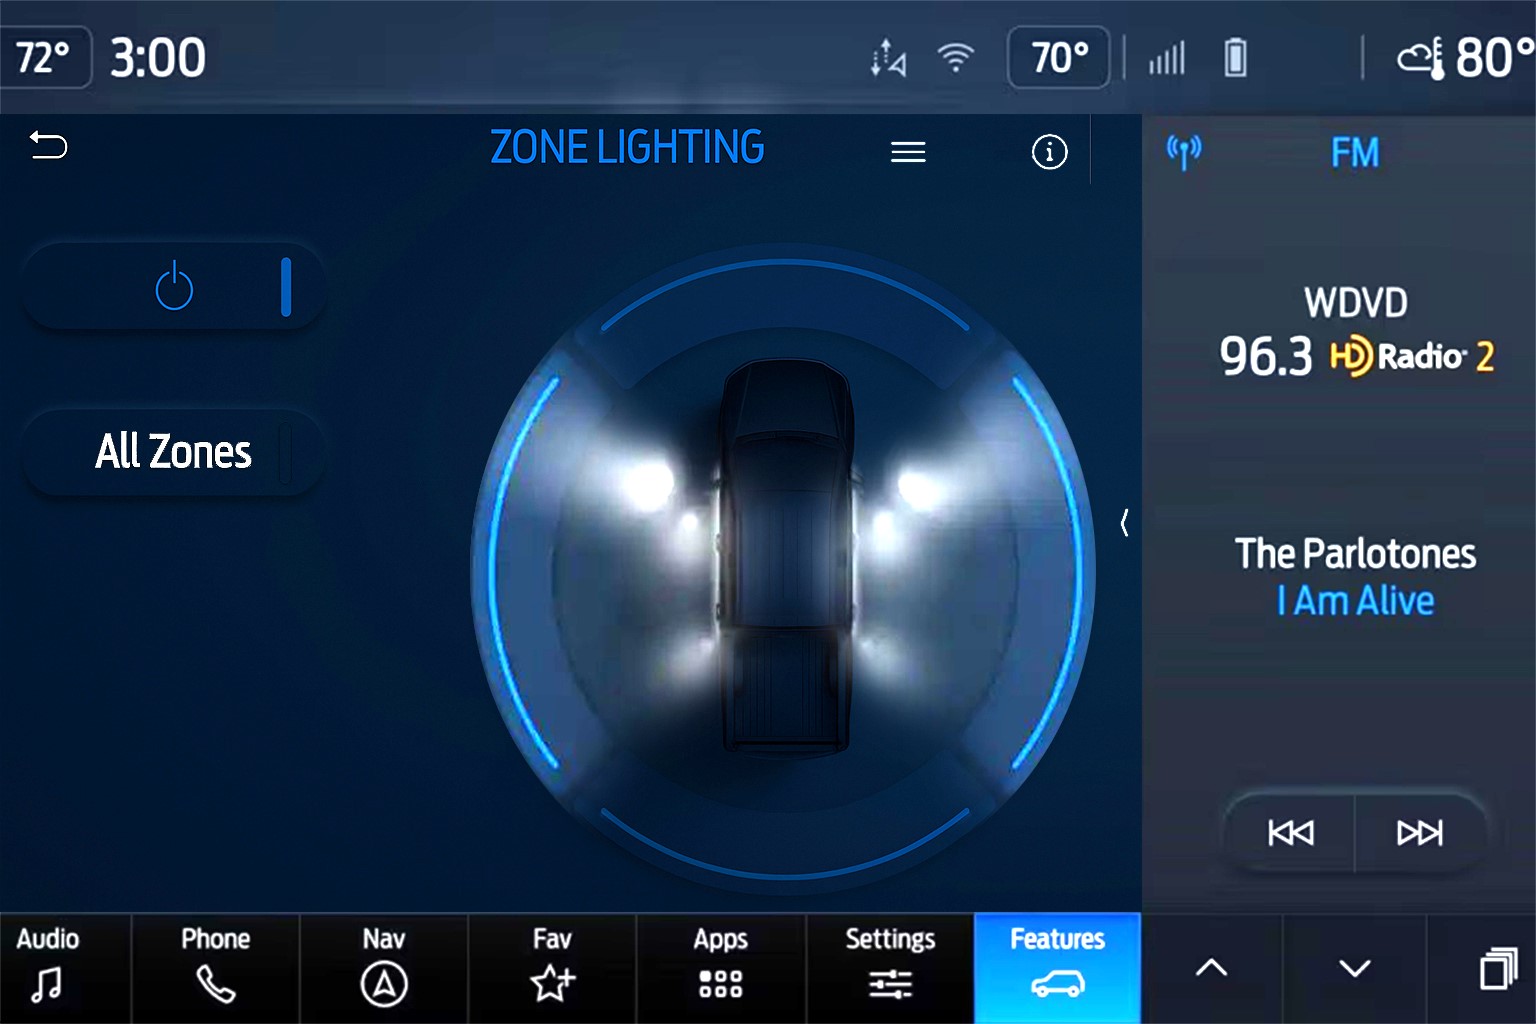 72° 3:00 70° 80°
ZONE LIGHTING
FM
WDVD
96.3 HD Radio 2
All Zones
The Parlotones
I Am Alive
Audio Phone Nav Fav Apps Settings Features